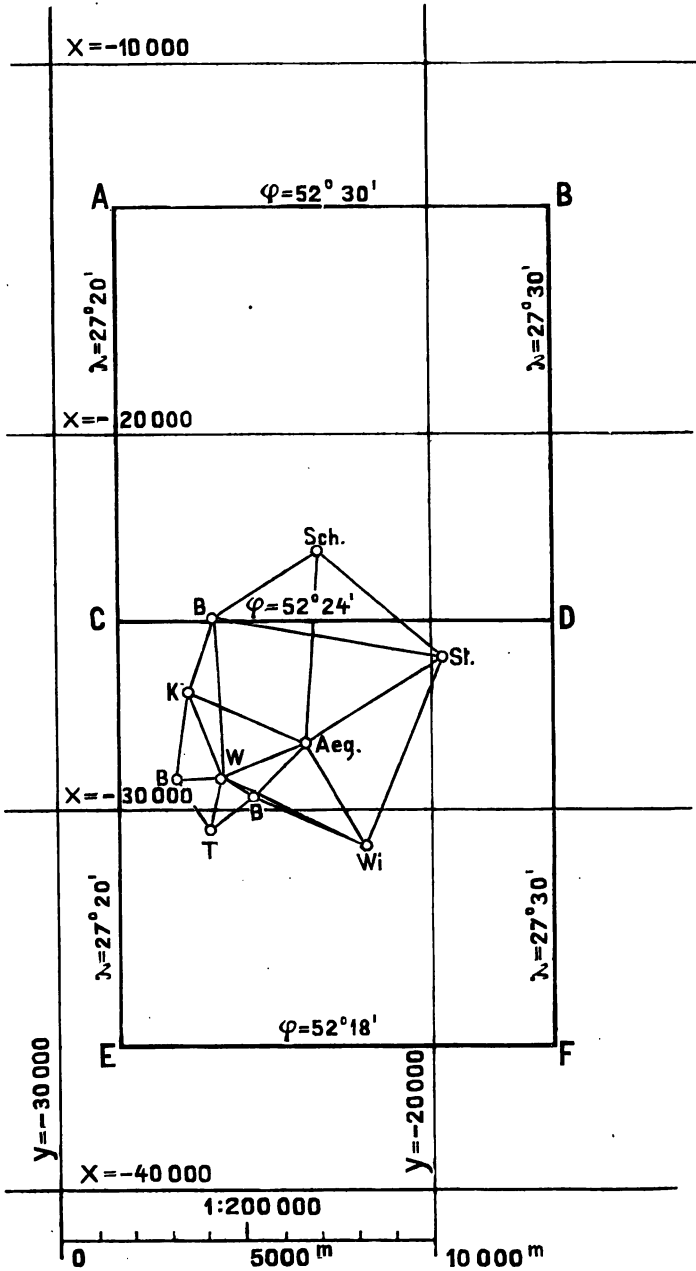 X=-10 000
A
φ=52° 30'
B
λ=27° 20'
λ=27° 30'
X=-20 000
Sch.
B
φ=52° 24'
C
D
St.
K
Aeg.
W
B
X=-30 000
B
T
Wi
λ=27° 20'
λ=27° 30'
φ=52° 18'
E
F
y=-30 000
y=-20 000
X=-40 000
1:200 000
0
5000 m
10 000 m